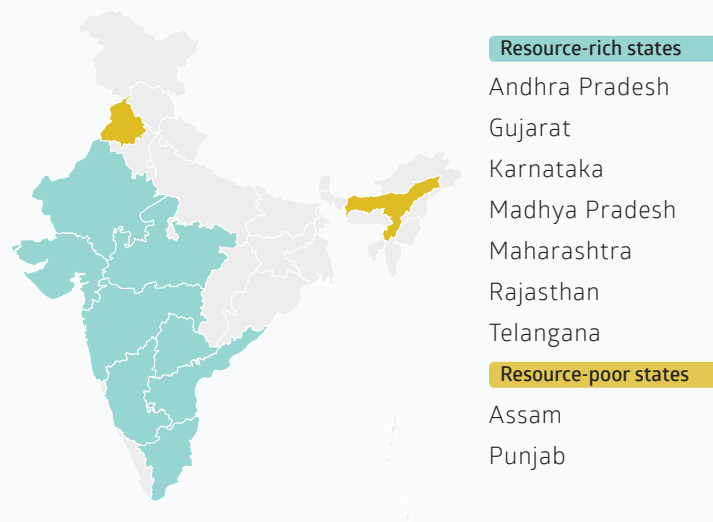 Resource-rich states
Andhra Pradesh
Gujarat
Karnataka
Madhya Pradesh
Maharashtra
Rajasthan
Telangana
Resource-poor states
Assam
Punjab